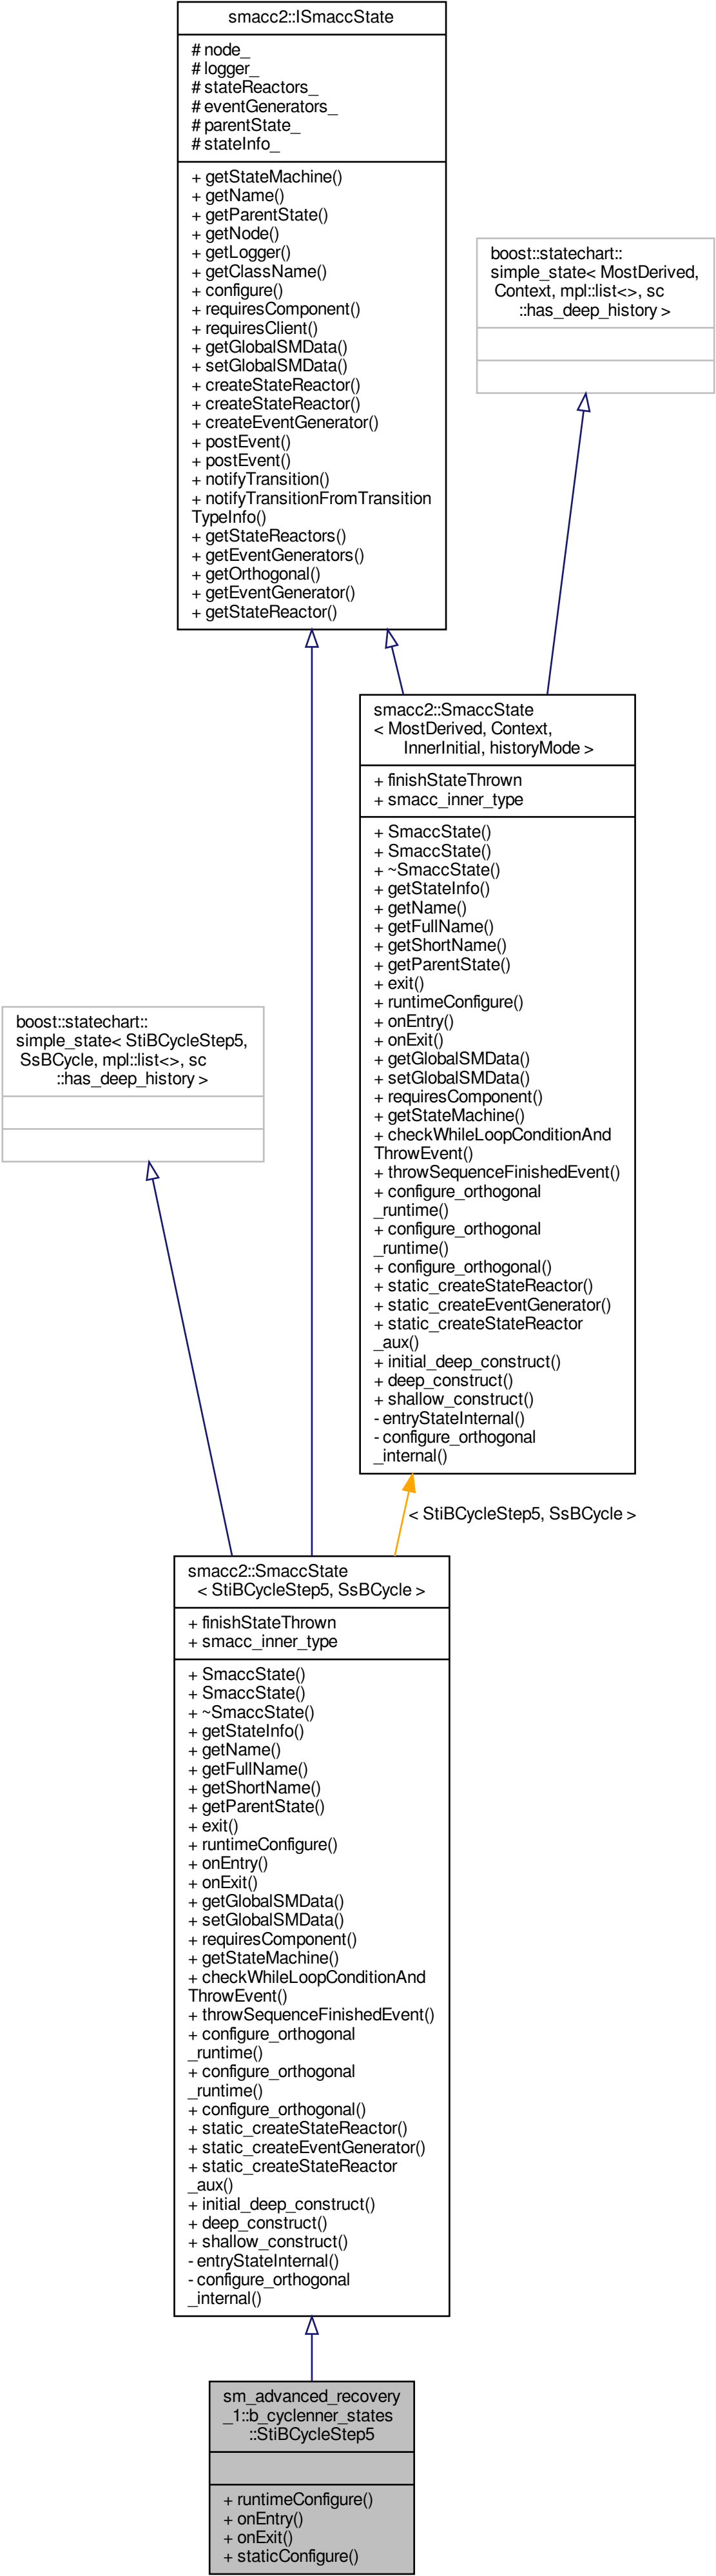 smacc2::ISmaccState
# node_
# logger_
# stateReactors_
# eventGenerators_
# parentState_
# stateInfo_
+ getStateMachine()
+ getName()
+ getParentState()
+ getNode()
+ getLogger()
+ getClassName()
+ configure()
+ requiresComponent()
+ requiresClient()
+ getGlobalSMData()
+ setGlobalSMData()
+ createStateReactor()
+ createStateReactor()
+ createEventGenerator()
+ postEvent()
+ postEvent()
+ notifyTransition()
+ notifyTransitionFromTransition
TypeInfo()
+ getStateReactors()
+ getEventGenerators()
+ getOrthogonal()
+ getEventGenerator()
+ getStateReactor()
boost::statechart::
simple_state< MostDerived,
Context, mpl::list<>, sc
::has_deep_history >
smacc2::SmaccState
< MostDerived, Context,
InnerInitial, historyMode >
+ finishStateThrown
+ smacc_inner_type
+ SmaccState()
+ SmaccState()
+ ~SmaccState()
+ getStateInfo()
+ getName()
+ getFullName()
+ getShortName()
+ getParentState()
+ exit()
+ runtimeConfigure()
+ onEntry()
+ onExit()
+ getGlobalSMData()
+ setGlobalSMData()
+ requiresComponent()
+ getStateMachine()
+ checkWhileLoopConditionAnd
ThrowEvent()
+ throwSequenceFinishedEvent()
+ configure_orthogonal
_runtime()
+ configure_orthogonal
_runtime()
+ configure_orthogonal()
+ static_createStateReactor()
+ static_createEventGenerator()
+ static_createStateReactor
_aux()
+ initial_deep_construct()
+ deep_construct()
+ shallow_construct()
- entryStateInternal()
- configure_orthogonal
_internal()
boost::statechart::
simple_state< StiBCycleStep5,
SsBCycle, mpl::list<>, sc
::has_deep_history >
< StiBCycleStep5, SsBCycle >
smacc2::SmaccState
< StiBCycleStep5, SsBCycle >
+ finishStateThrown
+ smacc_inner_type
+ SmaccState()
+ SmaccState()
+ ~SmaccState()
+ getStateInfo()
+ getName()
+ getFullName()
+ getShortName()
+ getParentState()
+ exit()
+ runtimeConfigure()
+ onEntry()
+ onExit()
+ getGlobalSMData()
+ setGlobalSMData()
+ requiresComponent()
+ getStateMachine()
+ checkWhileLoopConditionAnd
ThrowEvent()
+ throwSequenceFinishedEvent()
+ configure_orthogonal
_runtime()
+ configure_orthogonal
_runtime()
+ configure_orthogonal()
+ static_createStateReactor()
+ static_createEventGenerator()
+ static_createStateReactor
_aux()
+ initial_deep_construct()
+ deep_construct()
+ shallow_construct()
- entryStateInternal()
- configure_orthogonal
_internal()
sm_advanced_recovery
_1::b_cyclenner_states
::StiBCycleStep5
+ runtimeConfigure()
+ onEntry()
+ onExit()
+ staticConfigure()